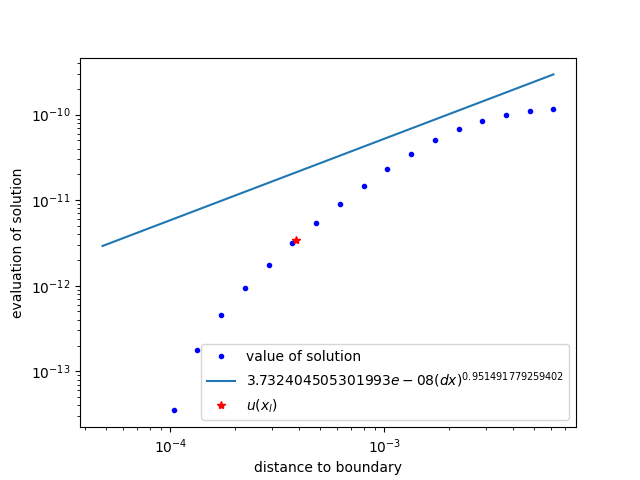 10⁻¹⁰
10⁻¹¹
10⁻¹²
10⁻¹³
evaluation of solution
value of solution
3.732404505301993e − 08(dx)^0.951491779259402
u(x_l)
10⁻⁴ 10⁻³
distance to boundary